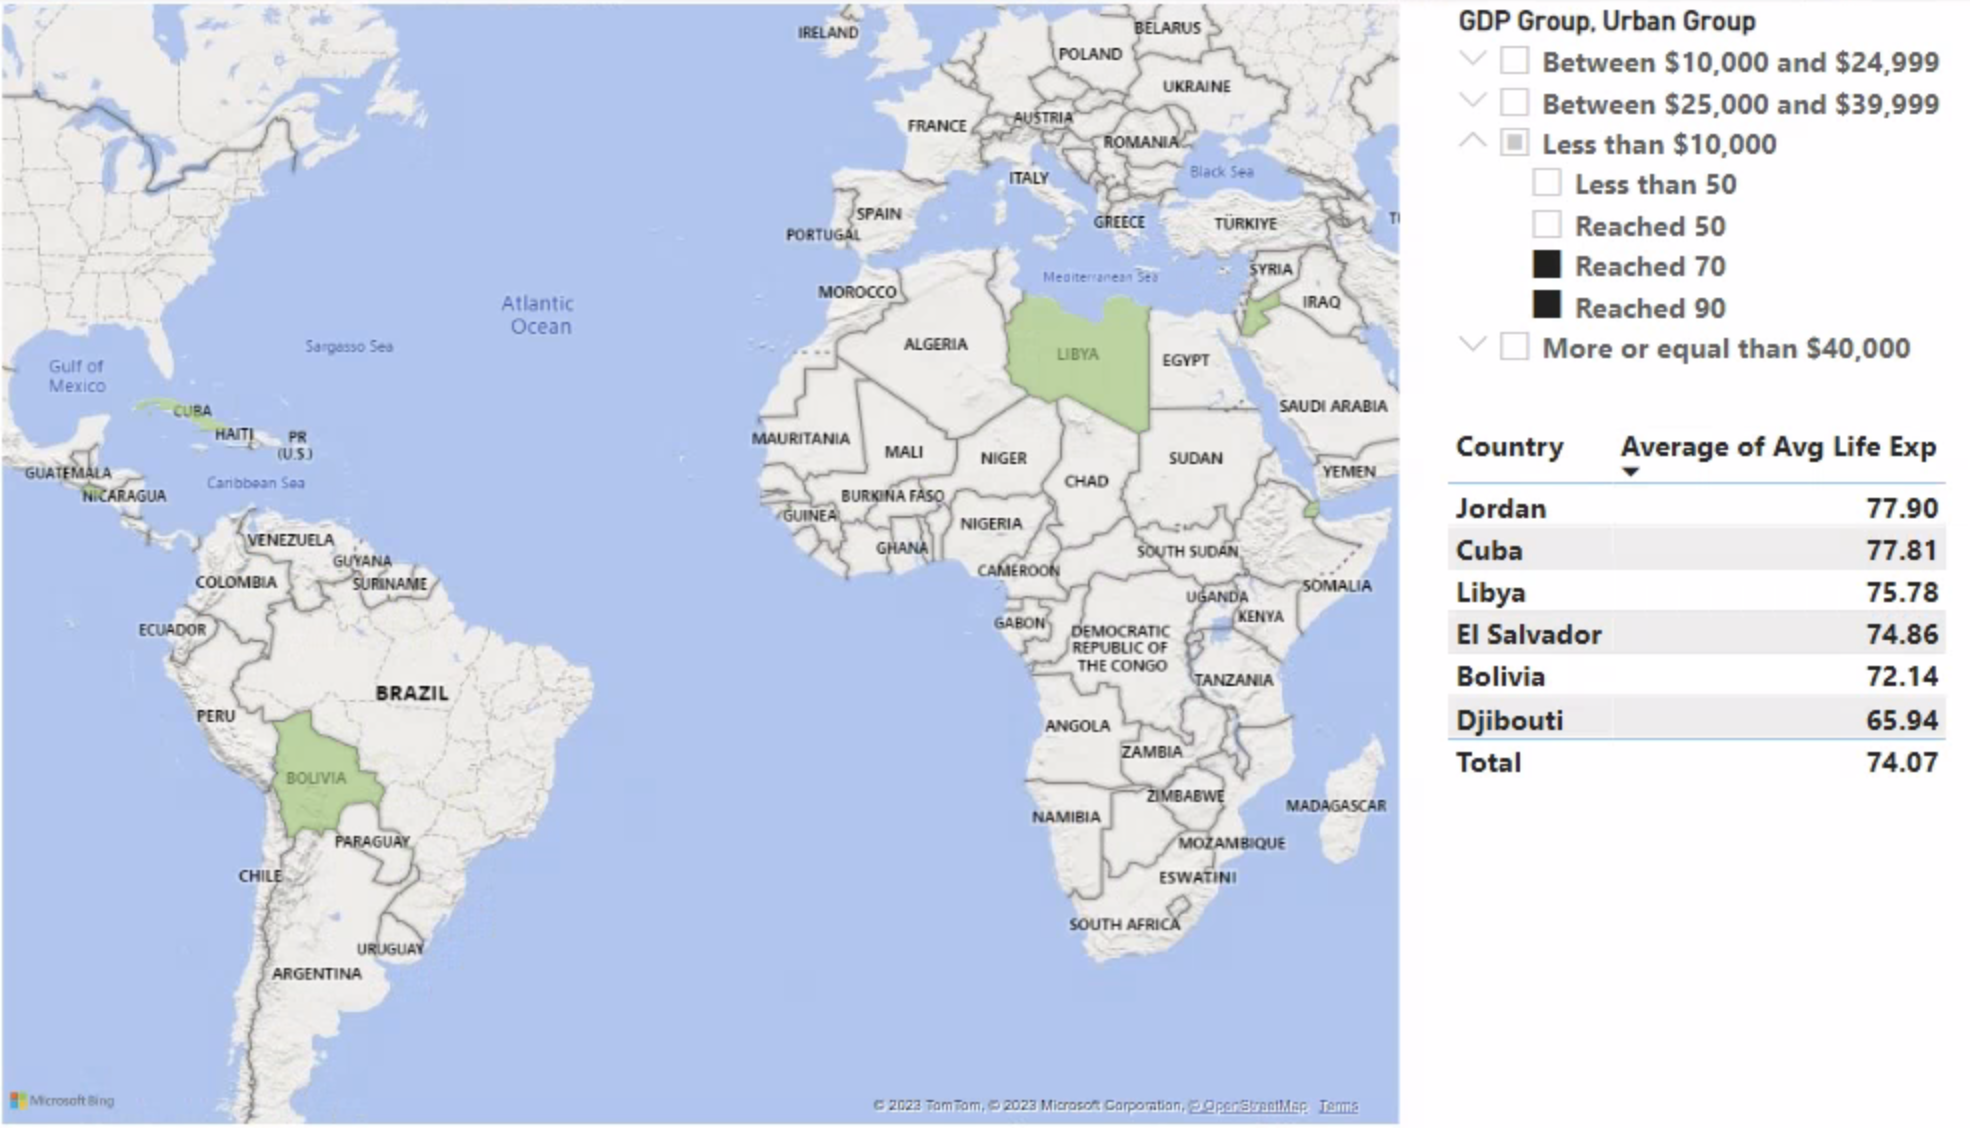 IRELAND
BELARUS
POLAND
UKRAINE
FRANCE
AUSTRIA
ROMANIA
ITALY
Black Sea
SPAIN
PORTUGAL
GREECE
TÜRKIYE
Mediterranean Sea
SYRIA
IRAQ
MOROCCO
Atlantic
Ocean
Sargasso Sea
ALGERIA
LIBYA
EGYPT
Gulf of
Mexico
SAUDI ARABIA
CUBA
HAITI
PR
(U.S.)
MAURITANIA
MALI
NIGER
CHAD
SUDAN
YEMEN
GUATEMALA
NICARAGUA
Caribbean Sea
BURKINA FASO
GUINEA
NIGERIA
GHANA
SOUTH SUDAN
CAMEROON
SOMALIA
VENEZUELA
GUYANA
COLOMBIA
SURINAME
UGANDA
KENYA
ECUADOR
GABON
DEMOCRATIC
REPUBLIC OF
THE CONGO
TANZANIA
BRAZIL
PERU
ANGOLA
ZAMBIA
BOLIVIA
ZIMBABWE
MADAGASCAR
NAMIBIA
PARAGUAY
MOZAMBIQUE
CHILE
ESWATINI
SOUTH AFRICA
URUGUAY
ARGENTINA
Microsoft Bing
© 2023 TomTom, © 2023 Microsoft Corporation, © OpenStreetMap Terms
GDP Group, Urban Group
Between $10,000 and $24,999
Between $25,000 and $39,999
Less than $10,000
Less than 50
Reached 50
Reached 70
Reached 90
More or equal than $40,000
Country Average of Avg Life Exp
Jordan 77.90
Cuba 77.81
Libya 75.78
El Salvador 74.86
Bolivia 72.14
Djibouti 65.94
Total 74.07